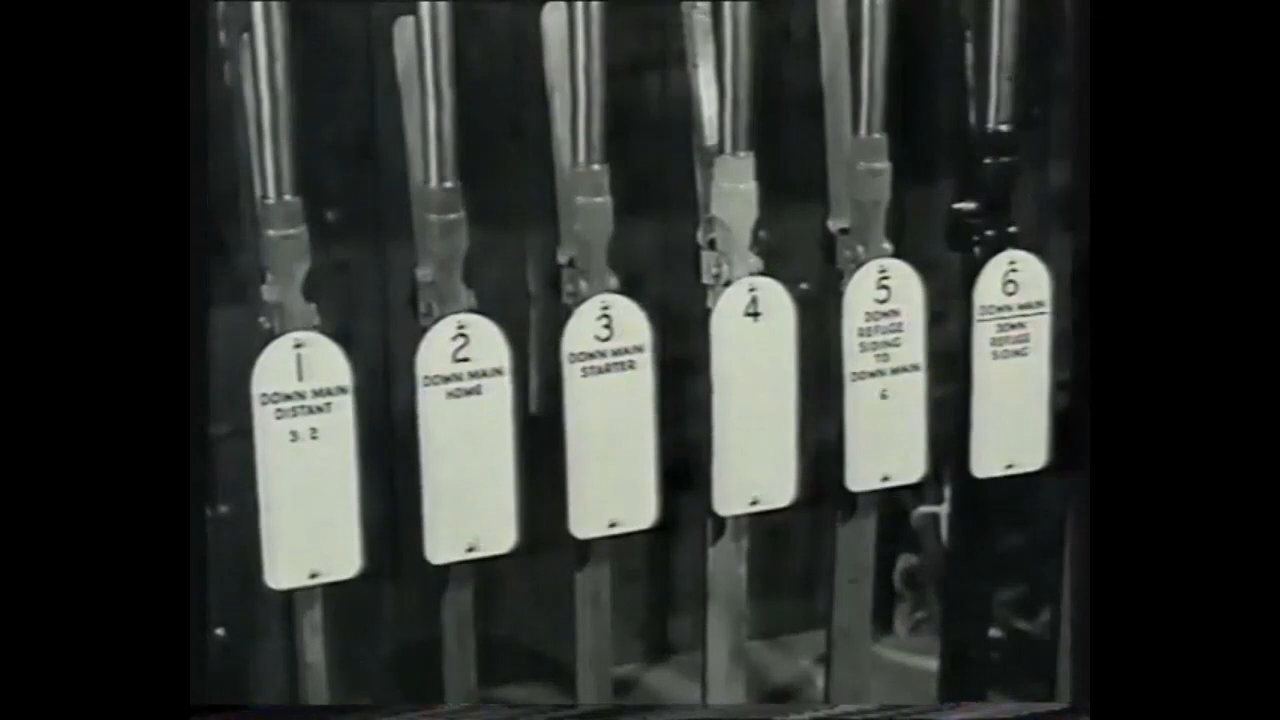 1
DOWN MAIN
DISTANT
3. 2
2
DOWN MAIN
HOME
3
DOWN MAIN
STARTER
4
5
DOWN
REFUGE
SIDING
TO
DOWN MAIN
6
6
DOWN MAIN
DOWN
REFUGE
SIDING